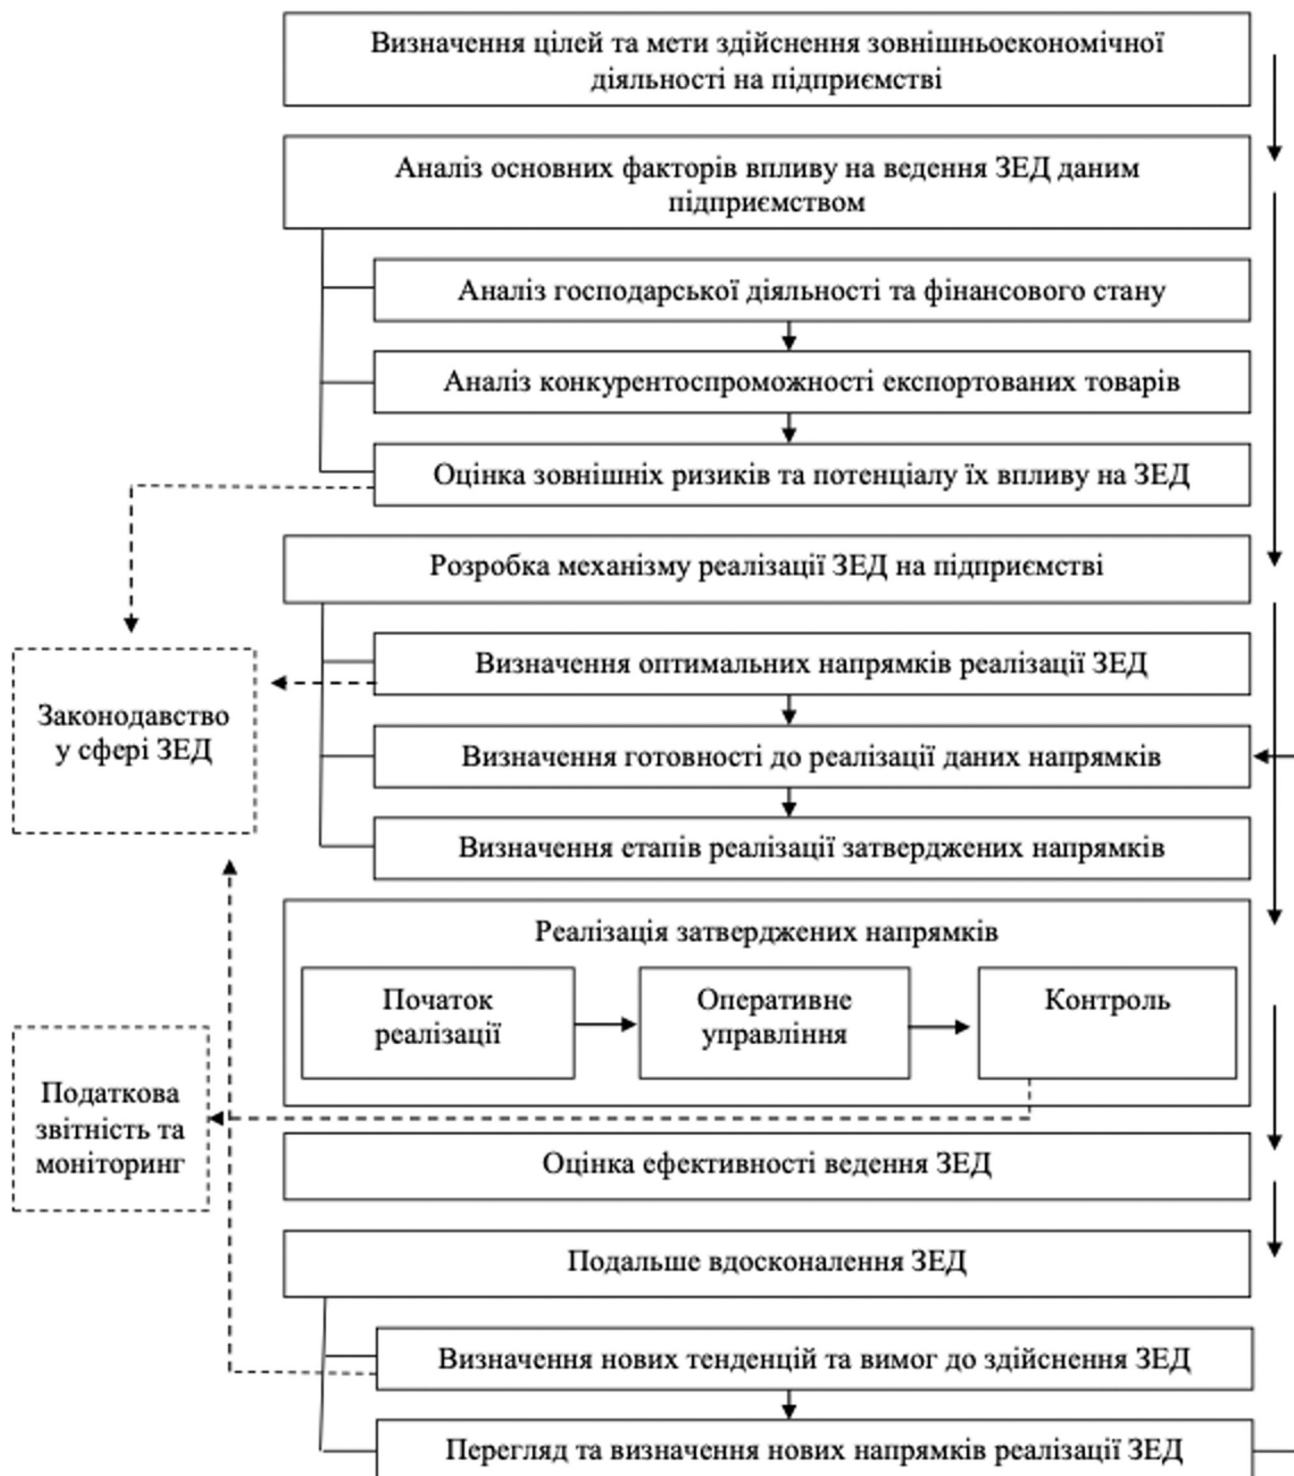 Визначення цілей та мети здійснення зовнішньоекономічної
діяльності на підприємстві
Аналіз основних факторів впливу на ведення ЗЕД даним
підприємством
Аналіз господарської діяльності та фінансового стану
Аналіз конкурентоспроможності експортованих товарів
Оцінка зовнішніх ризиків та потенціалу їх впливу на ЗЕД
Розробка механізму реалізації ЗЕД на підприємстві
Визначення оптимальних напрямків реалізації ЗЕД
Законодавство
у сфері ЗЕД
Визначення готовності до реалізації даних напрямків
Визначення етапів реалізації затверджених напрямків
Реалізація затверджених напрямків
Початок
реалізації
Оперативне
управління
Контроль
Податкова
звітність та
моніторинг
Оцінка ефективності ведення ЗЕД
Подальше вдосконалення ЗЕД
Визначення нових тенденцій та вимог до здійснення ЗЕД
Перегляд та визначення нових напрямків реалізації ЗЕД